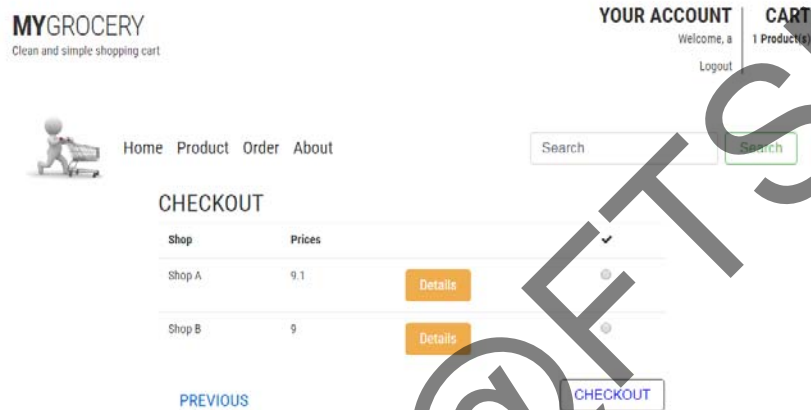 MYGROCERY
Clean and simple shopping cart
YOUR ACCOUNT
Welcome, a
Logout
CART
1 Product(s)
Home Product Order About
Search
Search
CHECKOUT
Shop Prices
Shop A 9.1 Details
Shop B 9 Details
PREVIOUS
CHECKOUT
@FTS